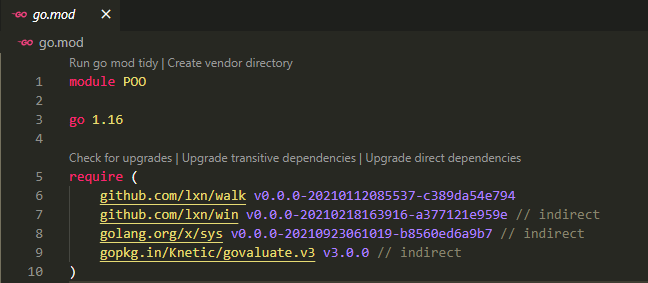 go.mod ×
go.mod
Run go mod tidy | Create vendor directory
1 module POO
2
3 go 1.16
4
Check for upgrades | Upgrade transitive dependencies | Upgrade direct dependencies
5 require (
6 github.com/lxn/walk v0.0.0-20210112085537-c389da54e794
7 github.com/lxn/win v0.0.0-20210218163916-a377121e959e // indirect
8 golang.org/x/sys v0.0.0-20210923061019-b8560ed6a9b7 // indirect
9 gopkg.in/Knetic/govaluate.v3 v3.0.0 // indirect
10 )